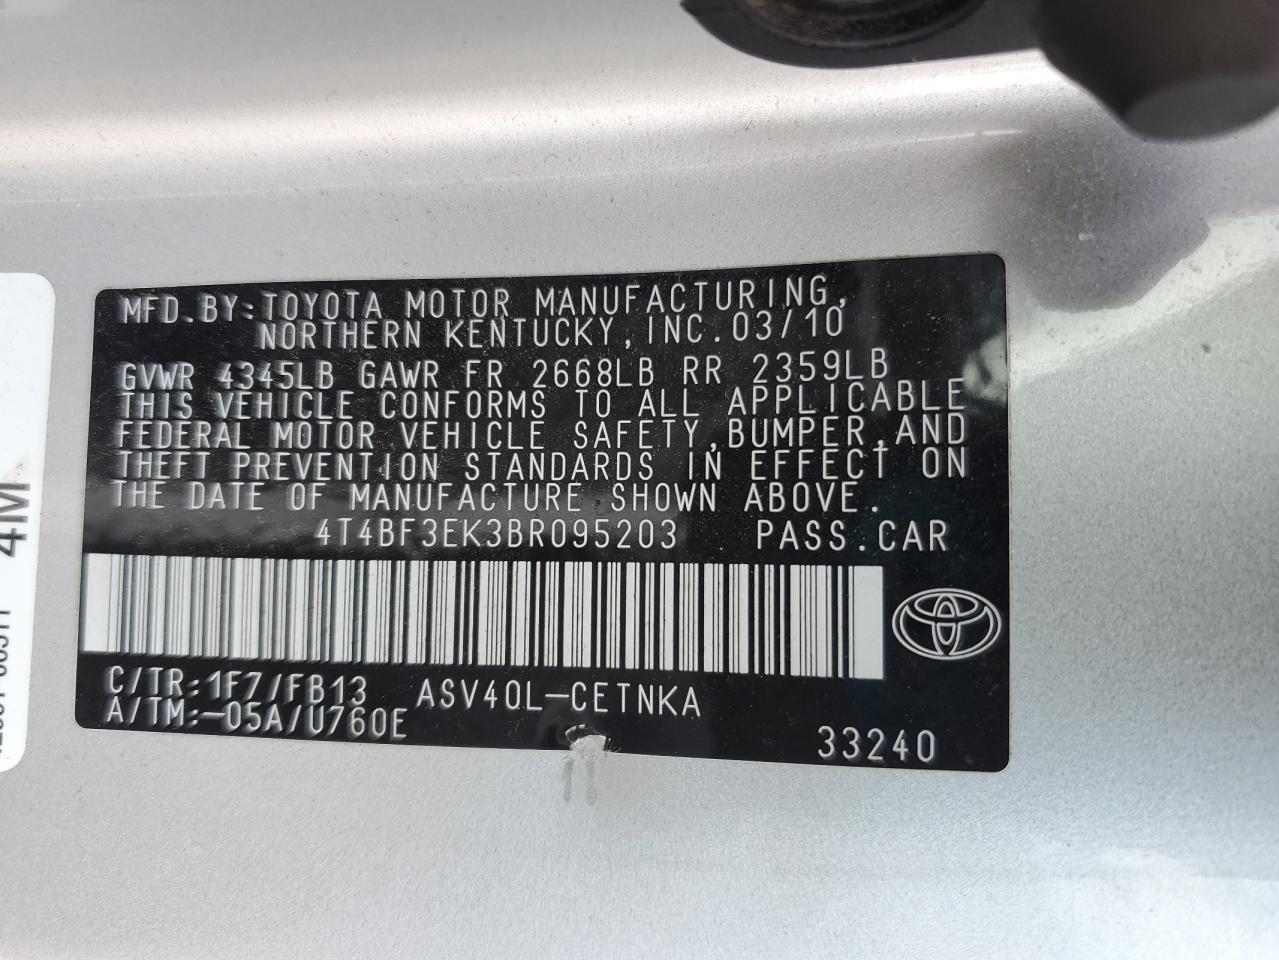 MFD.BY:TOYOTA MOTOR MANUFACTURING,
NORTHERN KENTUCKY, INC.03/10
GVWR 4345LB GAWR FR 2668LB RR 2359LB
THIS VEHICLE CONFORMS TO ALL APPLICABLE
FEDERAL MOTOR VEHICLE SAFETY,BUMPER,AND
THEFT PREVENTION STANDARDS IN EFFECT ON
THE DATE OF MANUFACTURE SHOWN ABOVE.
4T4BF3EK3BR095203 PASS.CAR
C/TR:1F7/FB13 ASV40L-CETNKA
A/TM:-05A/U760E
33240
4M